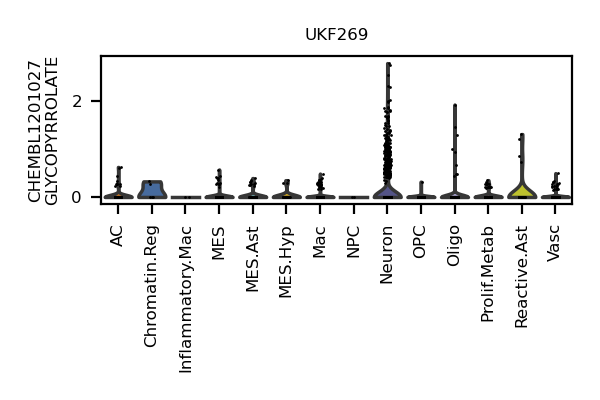 UKF269
CHEMBL1201027
GLYCOPYRROLATE
2
0
AC
Chromatin.Reg
Inflammatory.Mac
MES
MES.Ast
MES.Hyp
Mac
NPC
Neuron
OPC
Oligo
Prolif.Metab
Reactive.Ast
Vasc